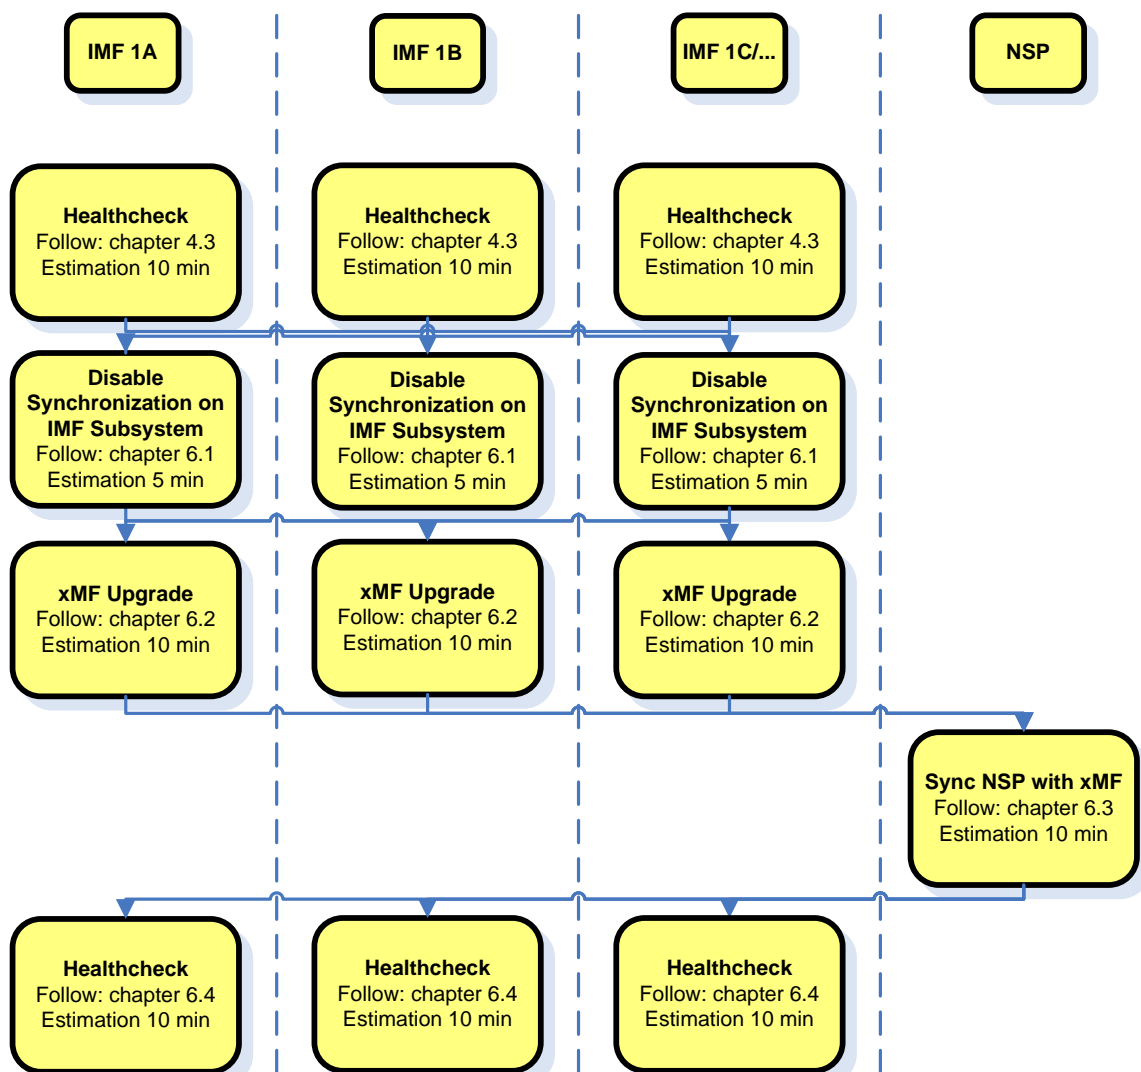 IMF 1A
IMF 1B
IMF 1C/...
NSP
Healthcheck
Follow: chapter 4.3
Estimation 10 min
Healthcheck
Follow: chapter 4.3
Estimation 10 min
Healthcheck
Follow: chapter 4.3
Estimation 10 min
Disable
Synchronization on
IMF Subsystem
Follow: chapter 6.1
Estimation 5 min
Disable
Synchronization on
IMF Subsystem
Follow: chapter 6.1
Estimation 5 min
Disable
Synchronization on
IMF Subsystem
Follow: chapter 6.1
Estimation 5 min
xMF Upgrade
Follow: chapter 6.2
Estimation 10 min
xMF Upgrade
Follow: chapter 6.2
Estimation 10 min
xMF Upgrade
Follow: chapter 6.2
Estimation 10 min
Sync NSP with xMF
Follow: chapter 6.3
Estimation 10 min
Healthcheck
Follow: chapter 6.4
Estimation 10 min
Healthcheck
Follow: chapter 6.4
Estimation 10 min
Healthcheck
Follow: chapter 6.4
Estimation 10 min